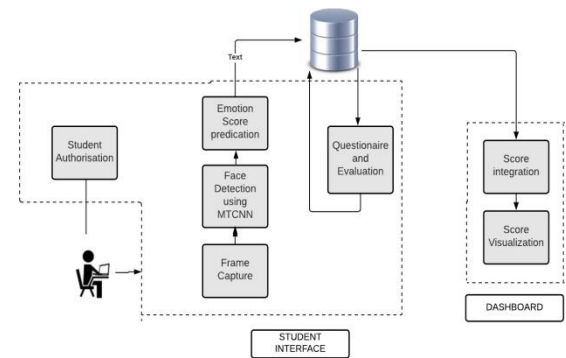 Text
Emotion
Score
predication
Student
Authorisation
Questionaire
and
Evaluation
Face
Detection
using
MTCNN
Frame
Capture
Score
integration
Score
Visualization
DASHBOARD
STUDENT
INTERFACE